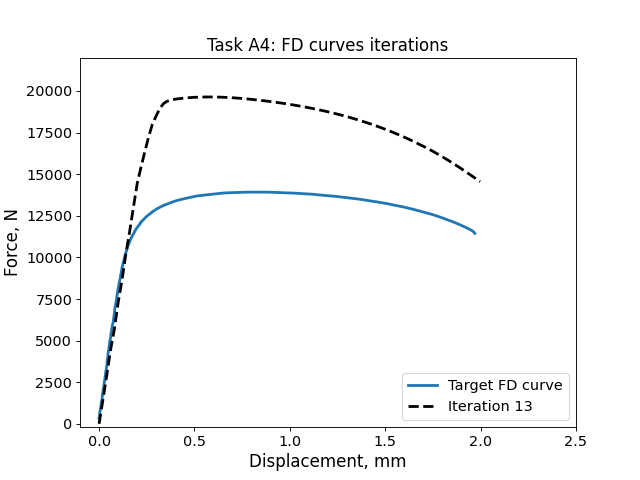 Task A4: FD curves iterations
Force, N
20000
17500
15000
12500
10000
7500
5000
2500
0
Target FD curve
Iteration 13
0.0 0.5 1.0 1.5 2.0 2.5
Displacement, mm